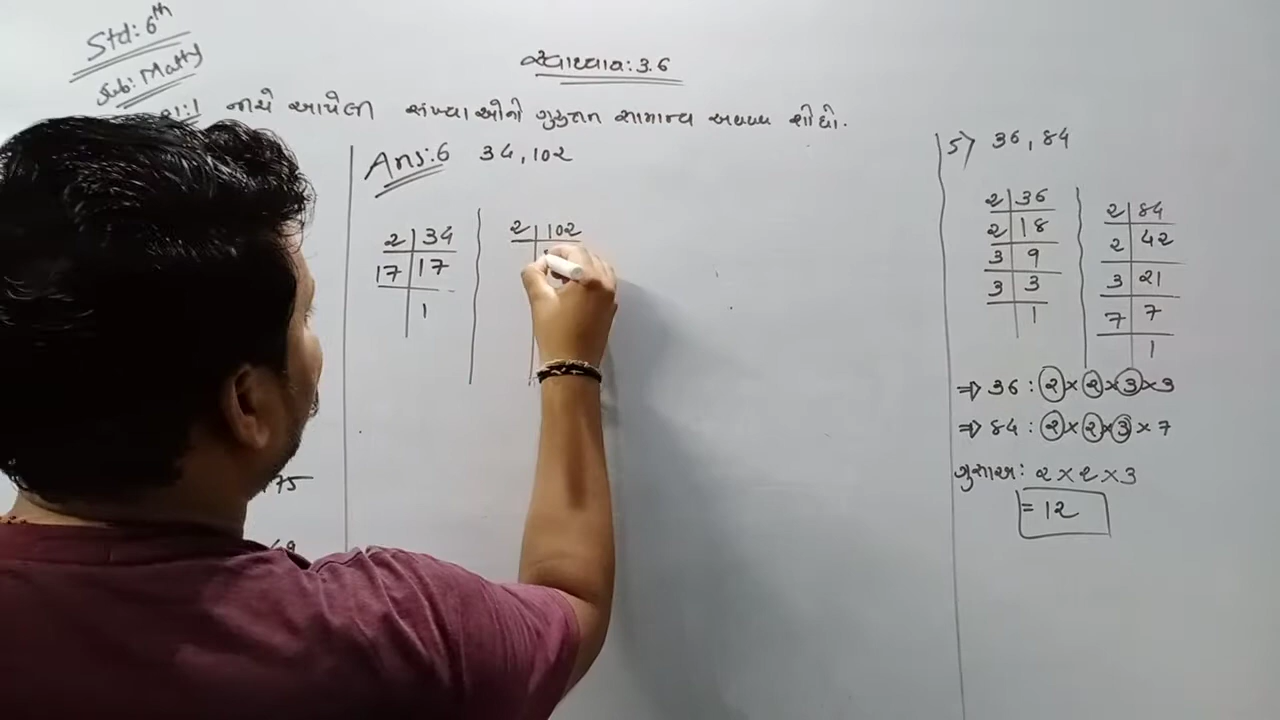 Std: 6th
Sub: Maths
સ્વાધ્યાય: 3.6
નીચે આપેલી સંખ્યાઓનો ગુરુત્તમ સામાન્ય અવયવ શોધો.
Ans: 6 34, 102
2 | 34
17 | 17
1
2 | 102
5> 36, 84
2 | 36
2 | 18
3 | 9
3 | 3
1
2 | 84
2 | 42
3 | 21
7 | 7
1
⇒ 36 : 2 × 2 × 3 × 3
⇒ 84 : 2 × 2 × 3 × 7
ગુસાઅ: 2 × 2 × 3
= 12